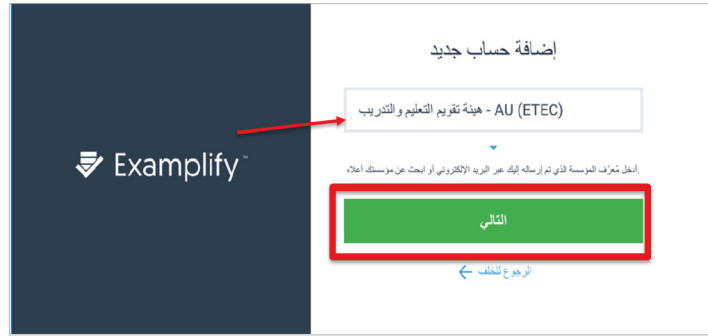 إضافة حساب جديد
هيئة تقويم التعليم والتدريب - AU (ETEC)
Examplify™
أدخل مُعرّف المؤسسة الذي تم إرساله إليك عبر البريد الإلكتروني أو ابحث عن مؤسستك أعلاه.
التالي
الرجوع للخلف ←